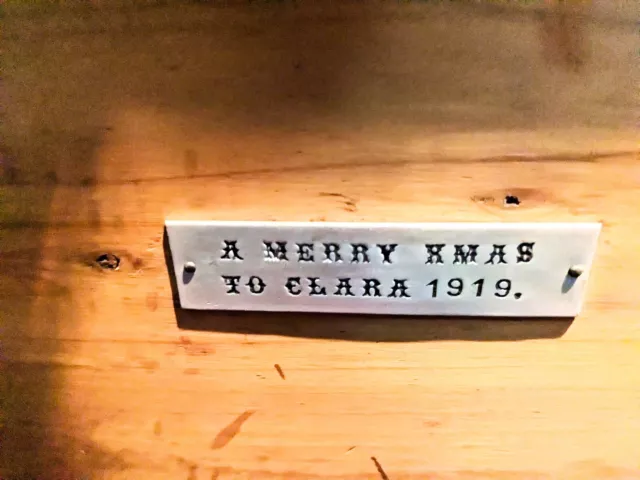 A MERRY XMAS
TO CLARA 1919.